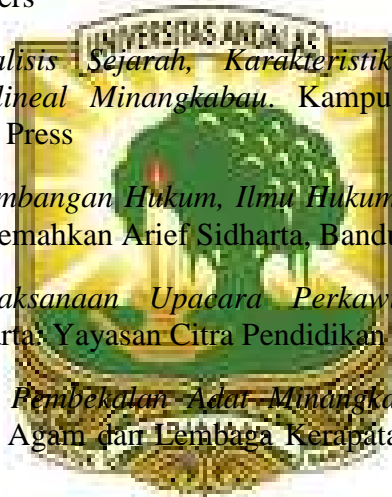 ers
UNIVERSITAS ANDALAS
alisis Sejarah, Karakteristik
lineal Minangkabau. Kampu
Press
mbangan Hukum, Ilmu Hukum
emahkan Arief Sidharta, Bandu
aksanaan Upacara Perkaw
arta: Yayasan Citra Pendidikan
Pembekalan Adat Minangka
Agam dan Lembaga Kerapata